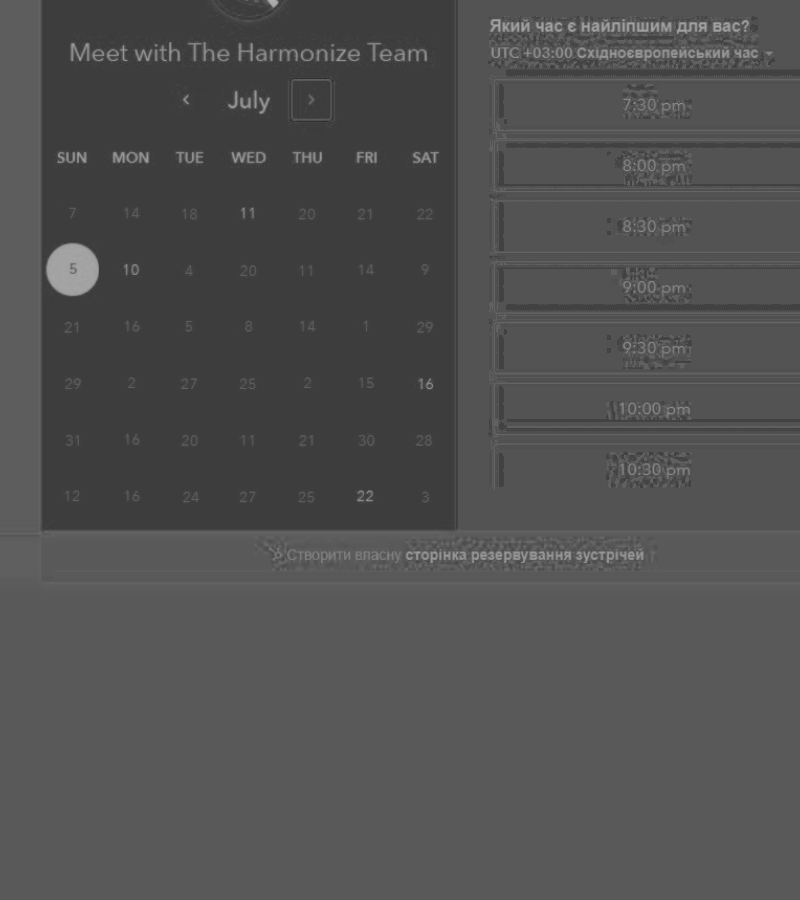 Meet with The Harmonize Team
‹ July ›
SUN MON TUE WED THU FRI SAT
7 14 18 11 20 21 22
5 10 4 20 11 14 9
21 16 5 8 14 1 29
29 2 27 25 2 15 16
31 16 20 11 21 30 28
12 16 24 27 25 22 3
Який час є найліпшим для вас?
UTC +03:00 Східноєвропейський час
7:30 pm
8:00 pm
8:30 pm
9:00 pm
9:30 pm
10:00 pm
10:30 pm
Створити власну сторінка резервування зустрічей